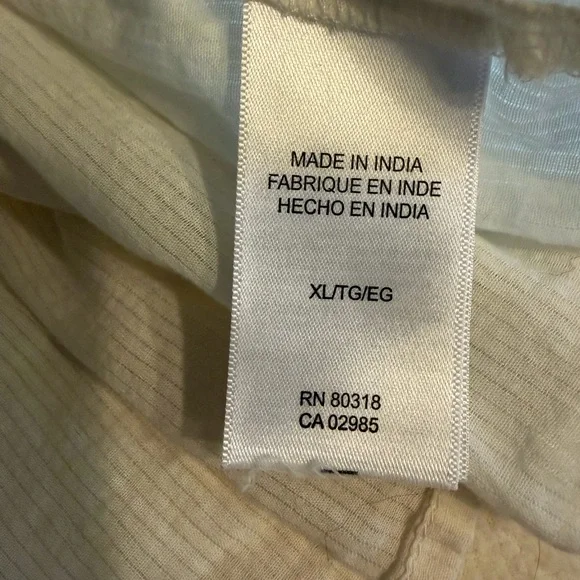 MADE IN INDIA
FABRIQUE EN INDE
HECHO EN INDIA
XL/TG/EG
RN 80318
CA 02985